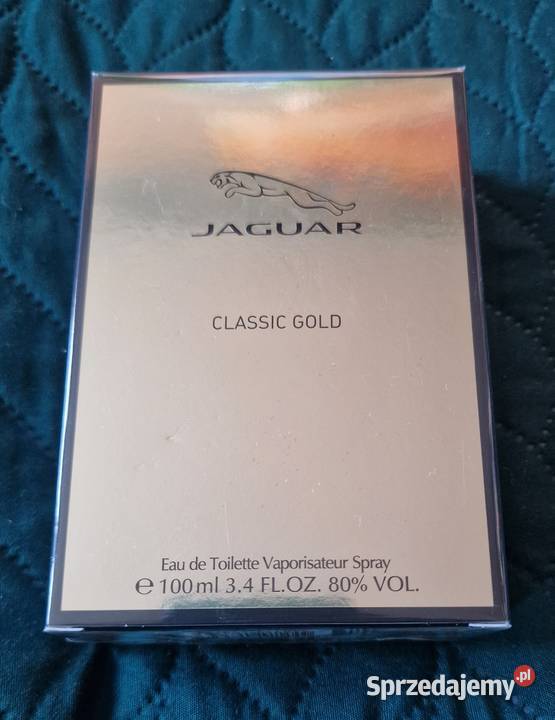 JAGUAR
CLASSIC GOLD
Eau de Toilette Vaporisateur Spray
℮ 100 ml 3.4 FL.OZ. 80% VOL.
Sprzedajemy.pl